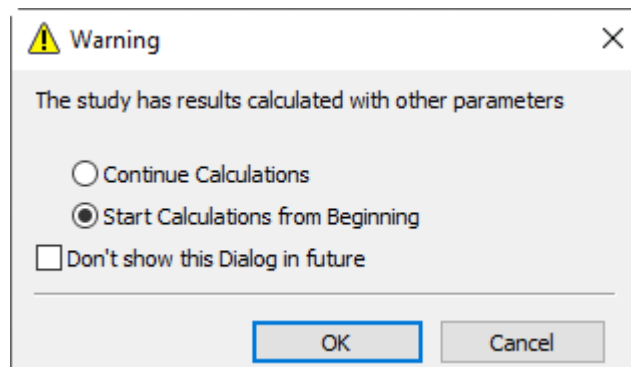 Warning
The study has results calculated with other parameters
Continue Calculations
Start Calculations from Beginning
Don't show this Dialog in future
OK
Cancel